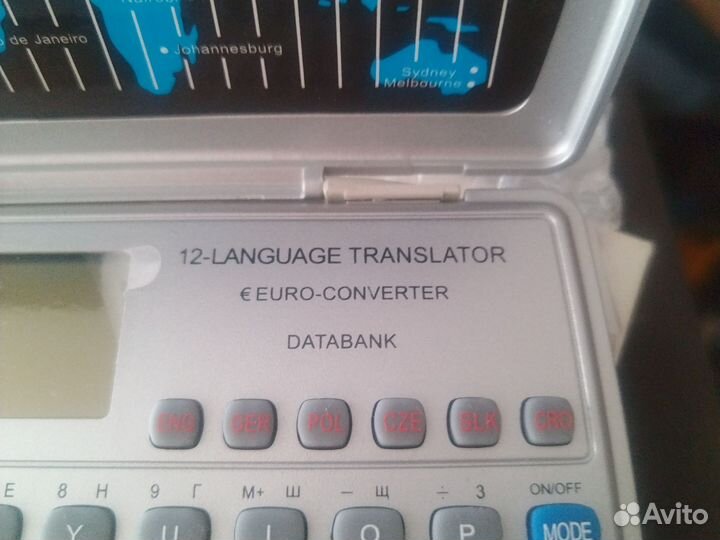 Nairobi
o de Janeiro
Johannesburg
Sydney
Melbourne
12-LANGUAGE TRANSLATOR
€ EURO-CONVERTER
DATABANK
ENG GER POL CZE SLK CRO
E 8 Н 9 Г M+ Ш – Щ ÷ З ON/OFF
Y U I O P MODE
Avito